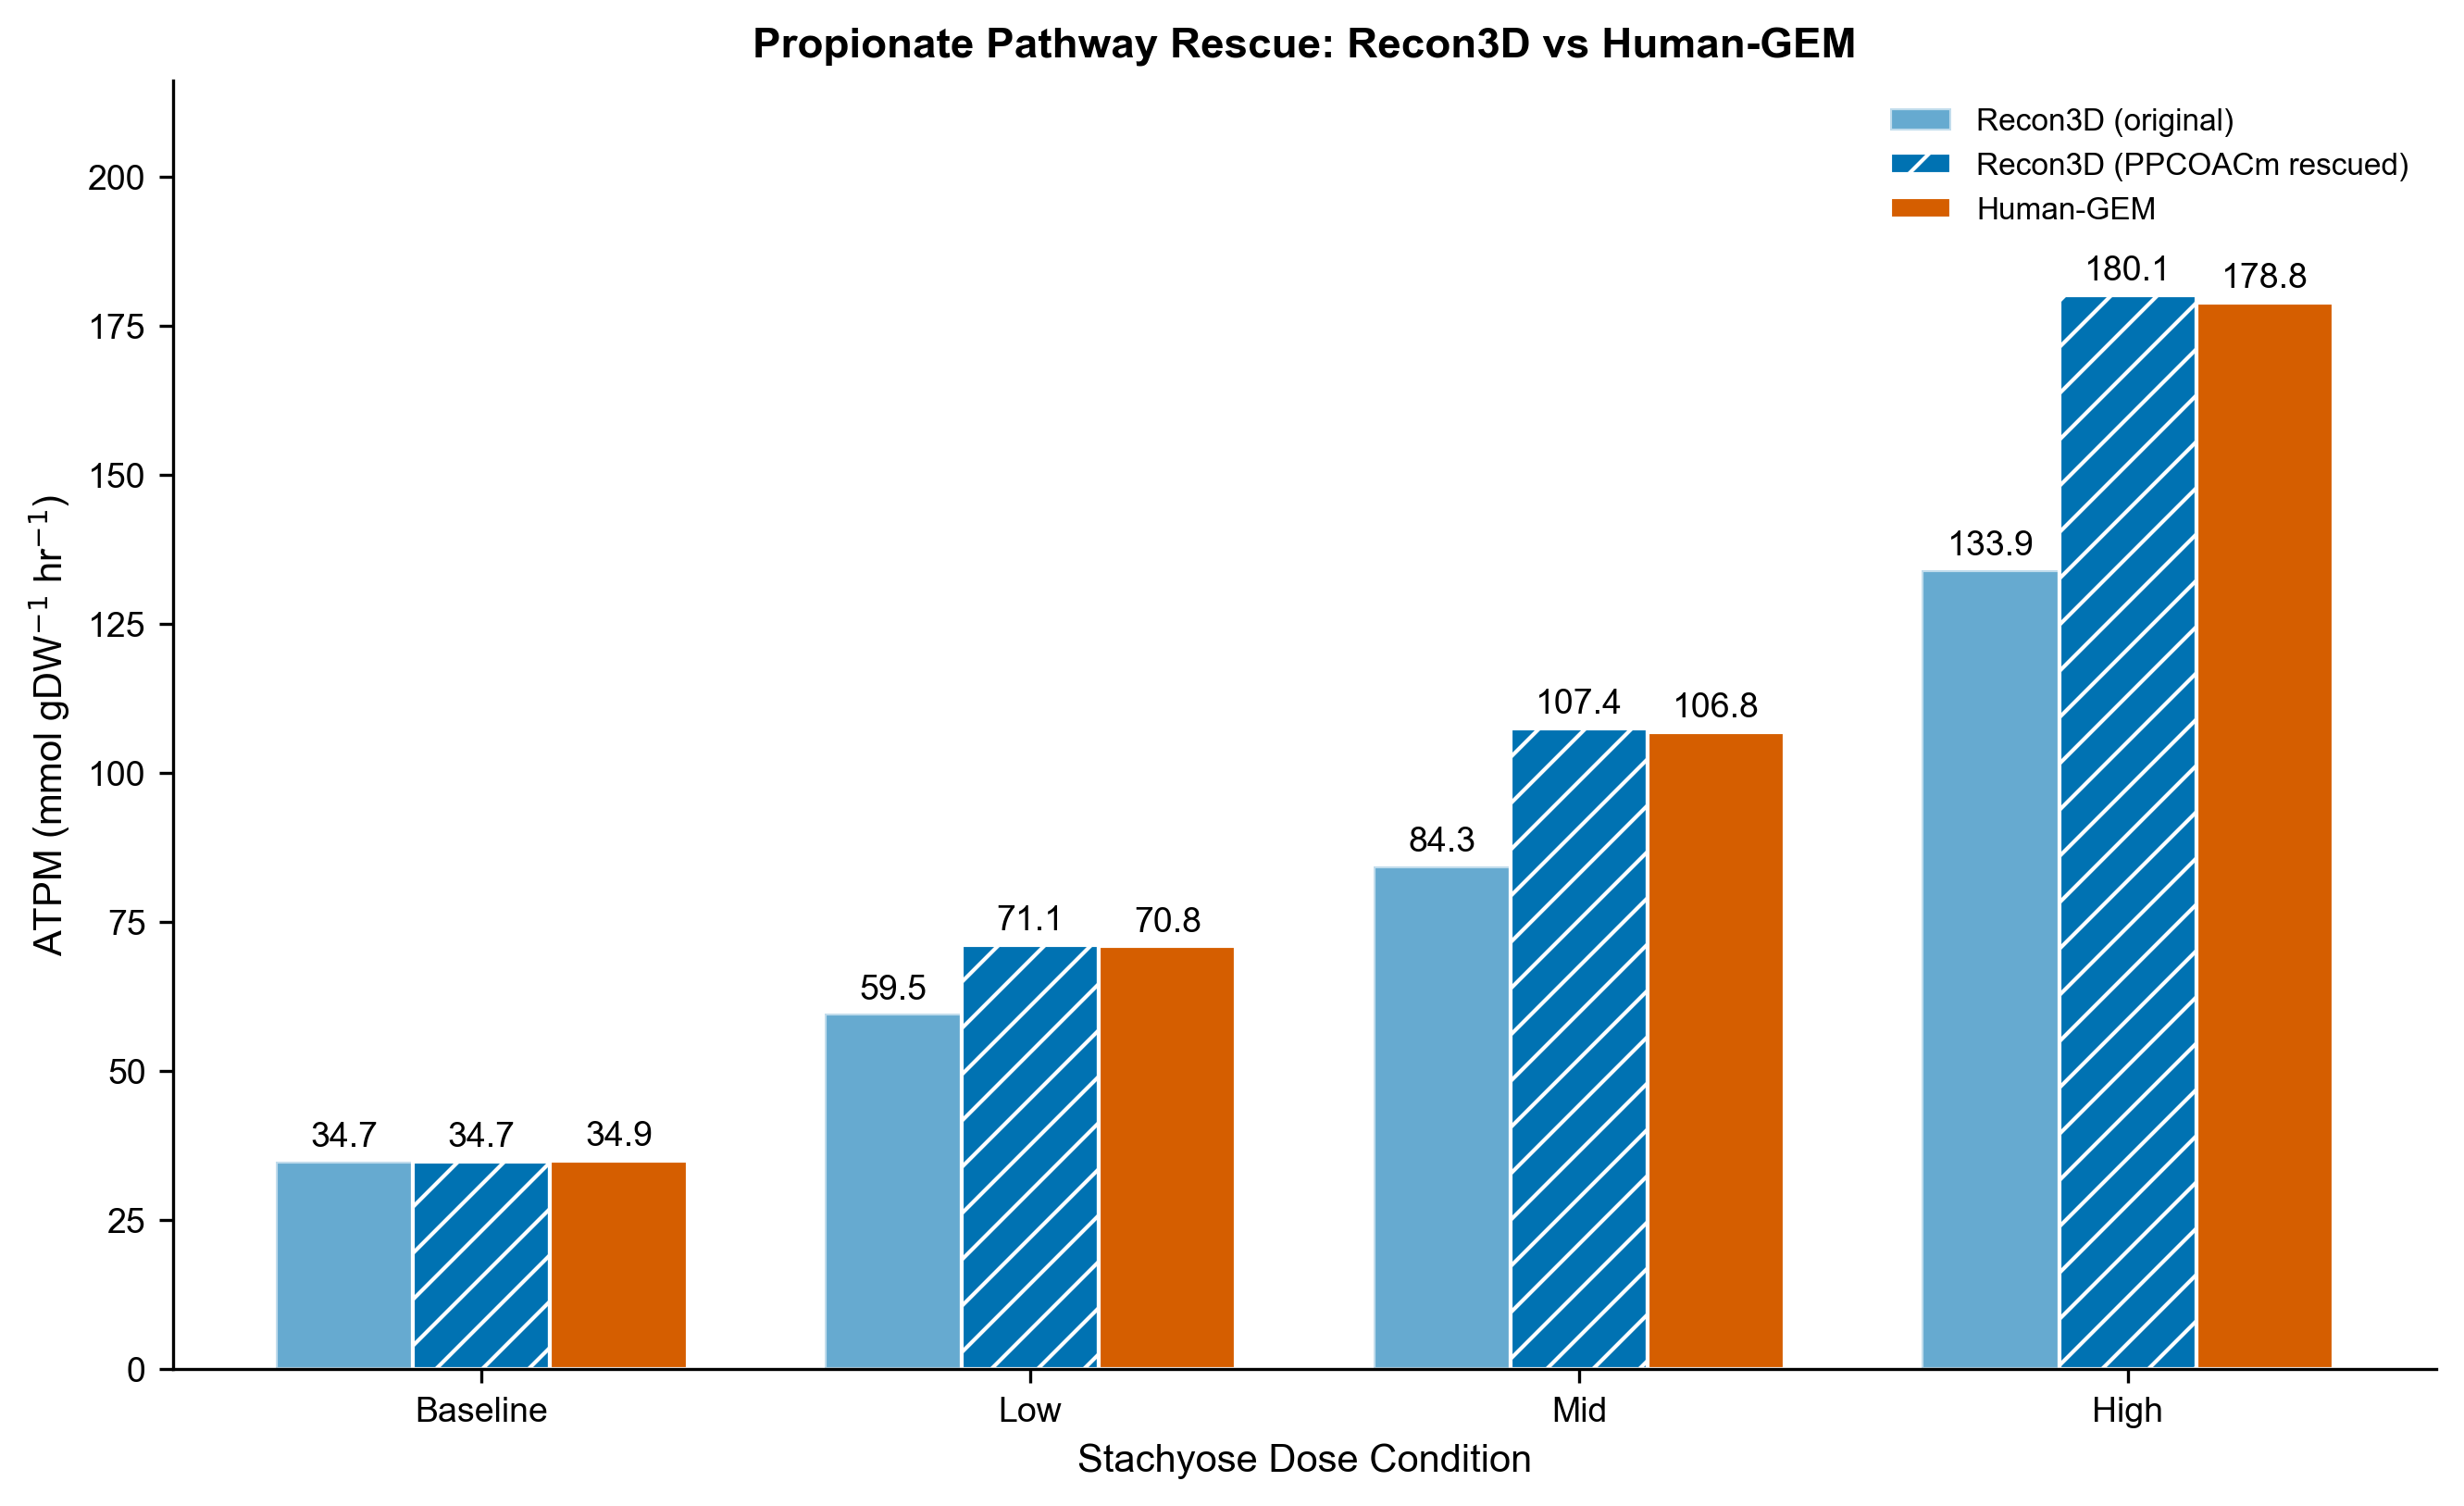 Propionate Pathway Rescue: Recon3D vs Human-GEM
Recon3D (original)
Recon3D (PPCOACm rescued)
Human-GEM
ATPM (mmol gDW⁻¹ hr⁻¹)
200
175
150
125
100
75
50
25
0
34.7
34.7
34.9
59.5
71.1
70.8
84.3
107.4
106.8
133.9
180.1
178.8
Baseline
Low
Mid
High
Stachyose Dose Condition